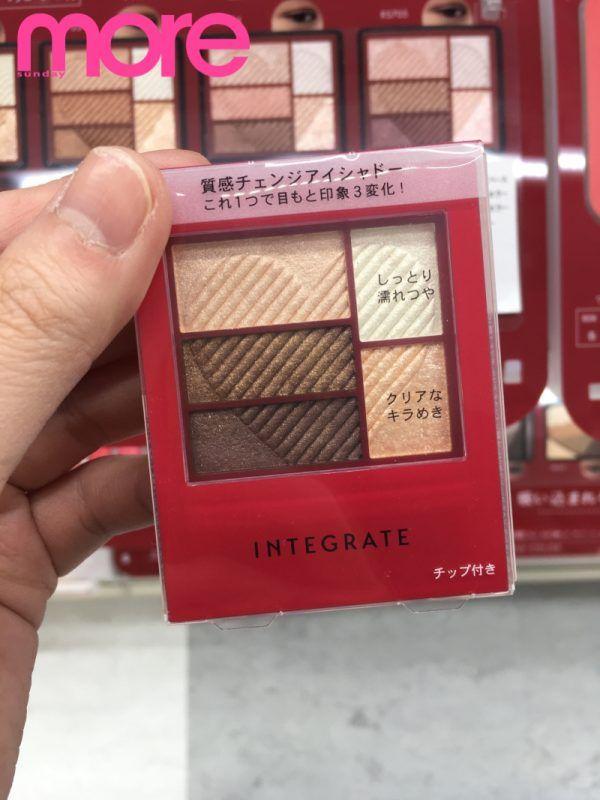 more
sunday
質感チェンジアイシャドー
これ1つで目もと印象3変化!
しっとり
濡れつや
クリアな
キラめき
INTEGRATE
チップ付き